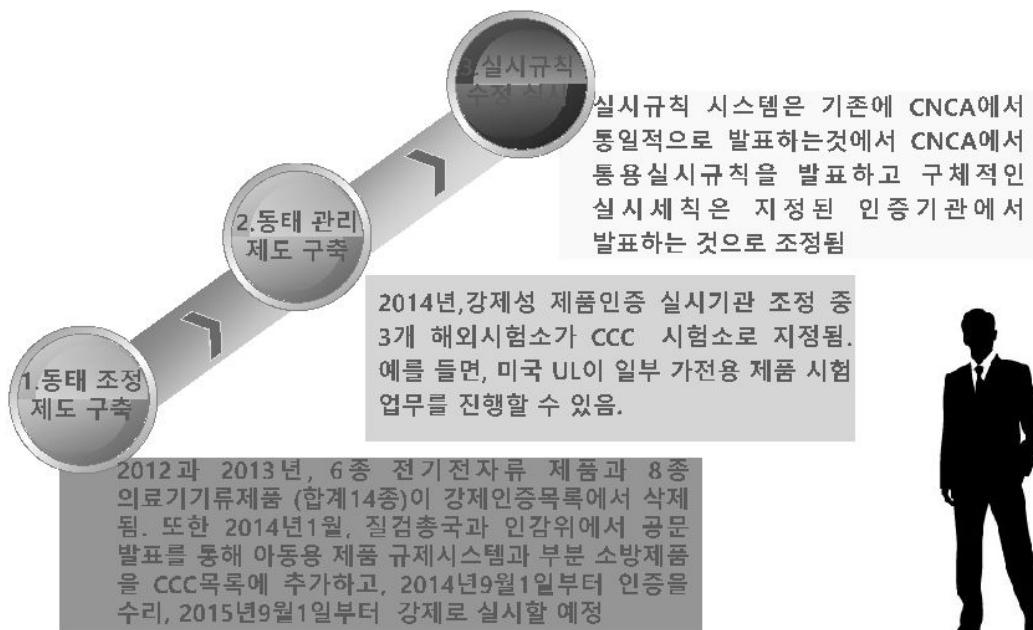 3.실시규칙
수정 실시
실시규칙 시스템은 기존에 CNCA에서
통일적으로 발표하는것에서 CNCA에서
통용실시규칙을 발표하고 구체적인
실시세칙은 지정된 인증기관에서
발표하는 것으로 조정됨
2.동태 관리
제도 구축
2014년,강제성 제품인증 실시기관 조정 중
3개 해외시험소가 CCC 시험소로 지정됨.
예를 들면, 미국 UL이 일부 가전용 제품 시험
업무를 진행할 수 있음.
1.동태 조정
제도 구축
2012과 2013년, 6종 전기전자류 제품과 8종
의료기기류제품 (합계14종)이 강제인증목록에서 삭제
됨. 또한 2014년1월, 질검총국과 인감위에서 공문
발표를 통해 아동용 제품 규제시스템과 부분 소방제품
을 CCC목록에 추가하고, 2014년9월1일부터 인증을
수리, 2015년9월1일부터 강제로 실시할 예정